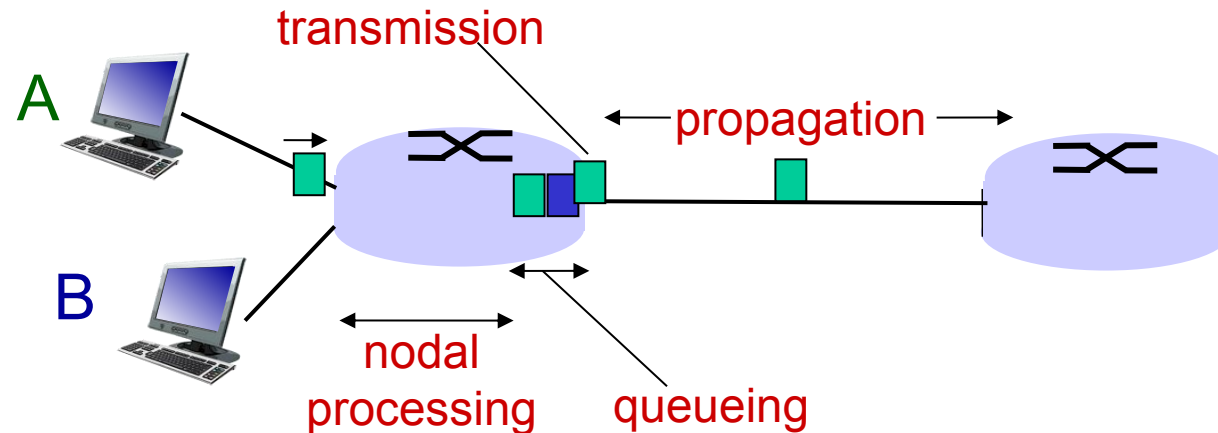 transmission
A
propagation
B
nodal
processing
queueing